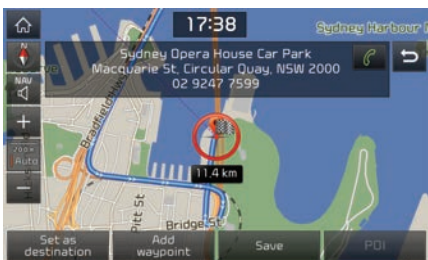 17:38
Sydney Harbour
N
Sydney Opera House Car Park
Macquarie St, Circular Quay, NSW 2000
02 9247 7599
NAV
+
Auto
−
Bradfield
11.4 km
Pitt St
Bridge St
Set as
destination
Add
waypoint
Save
POI